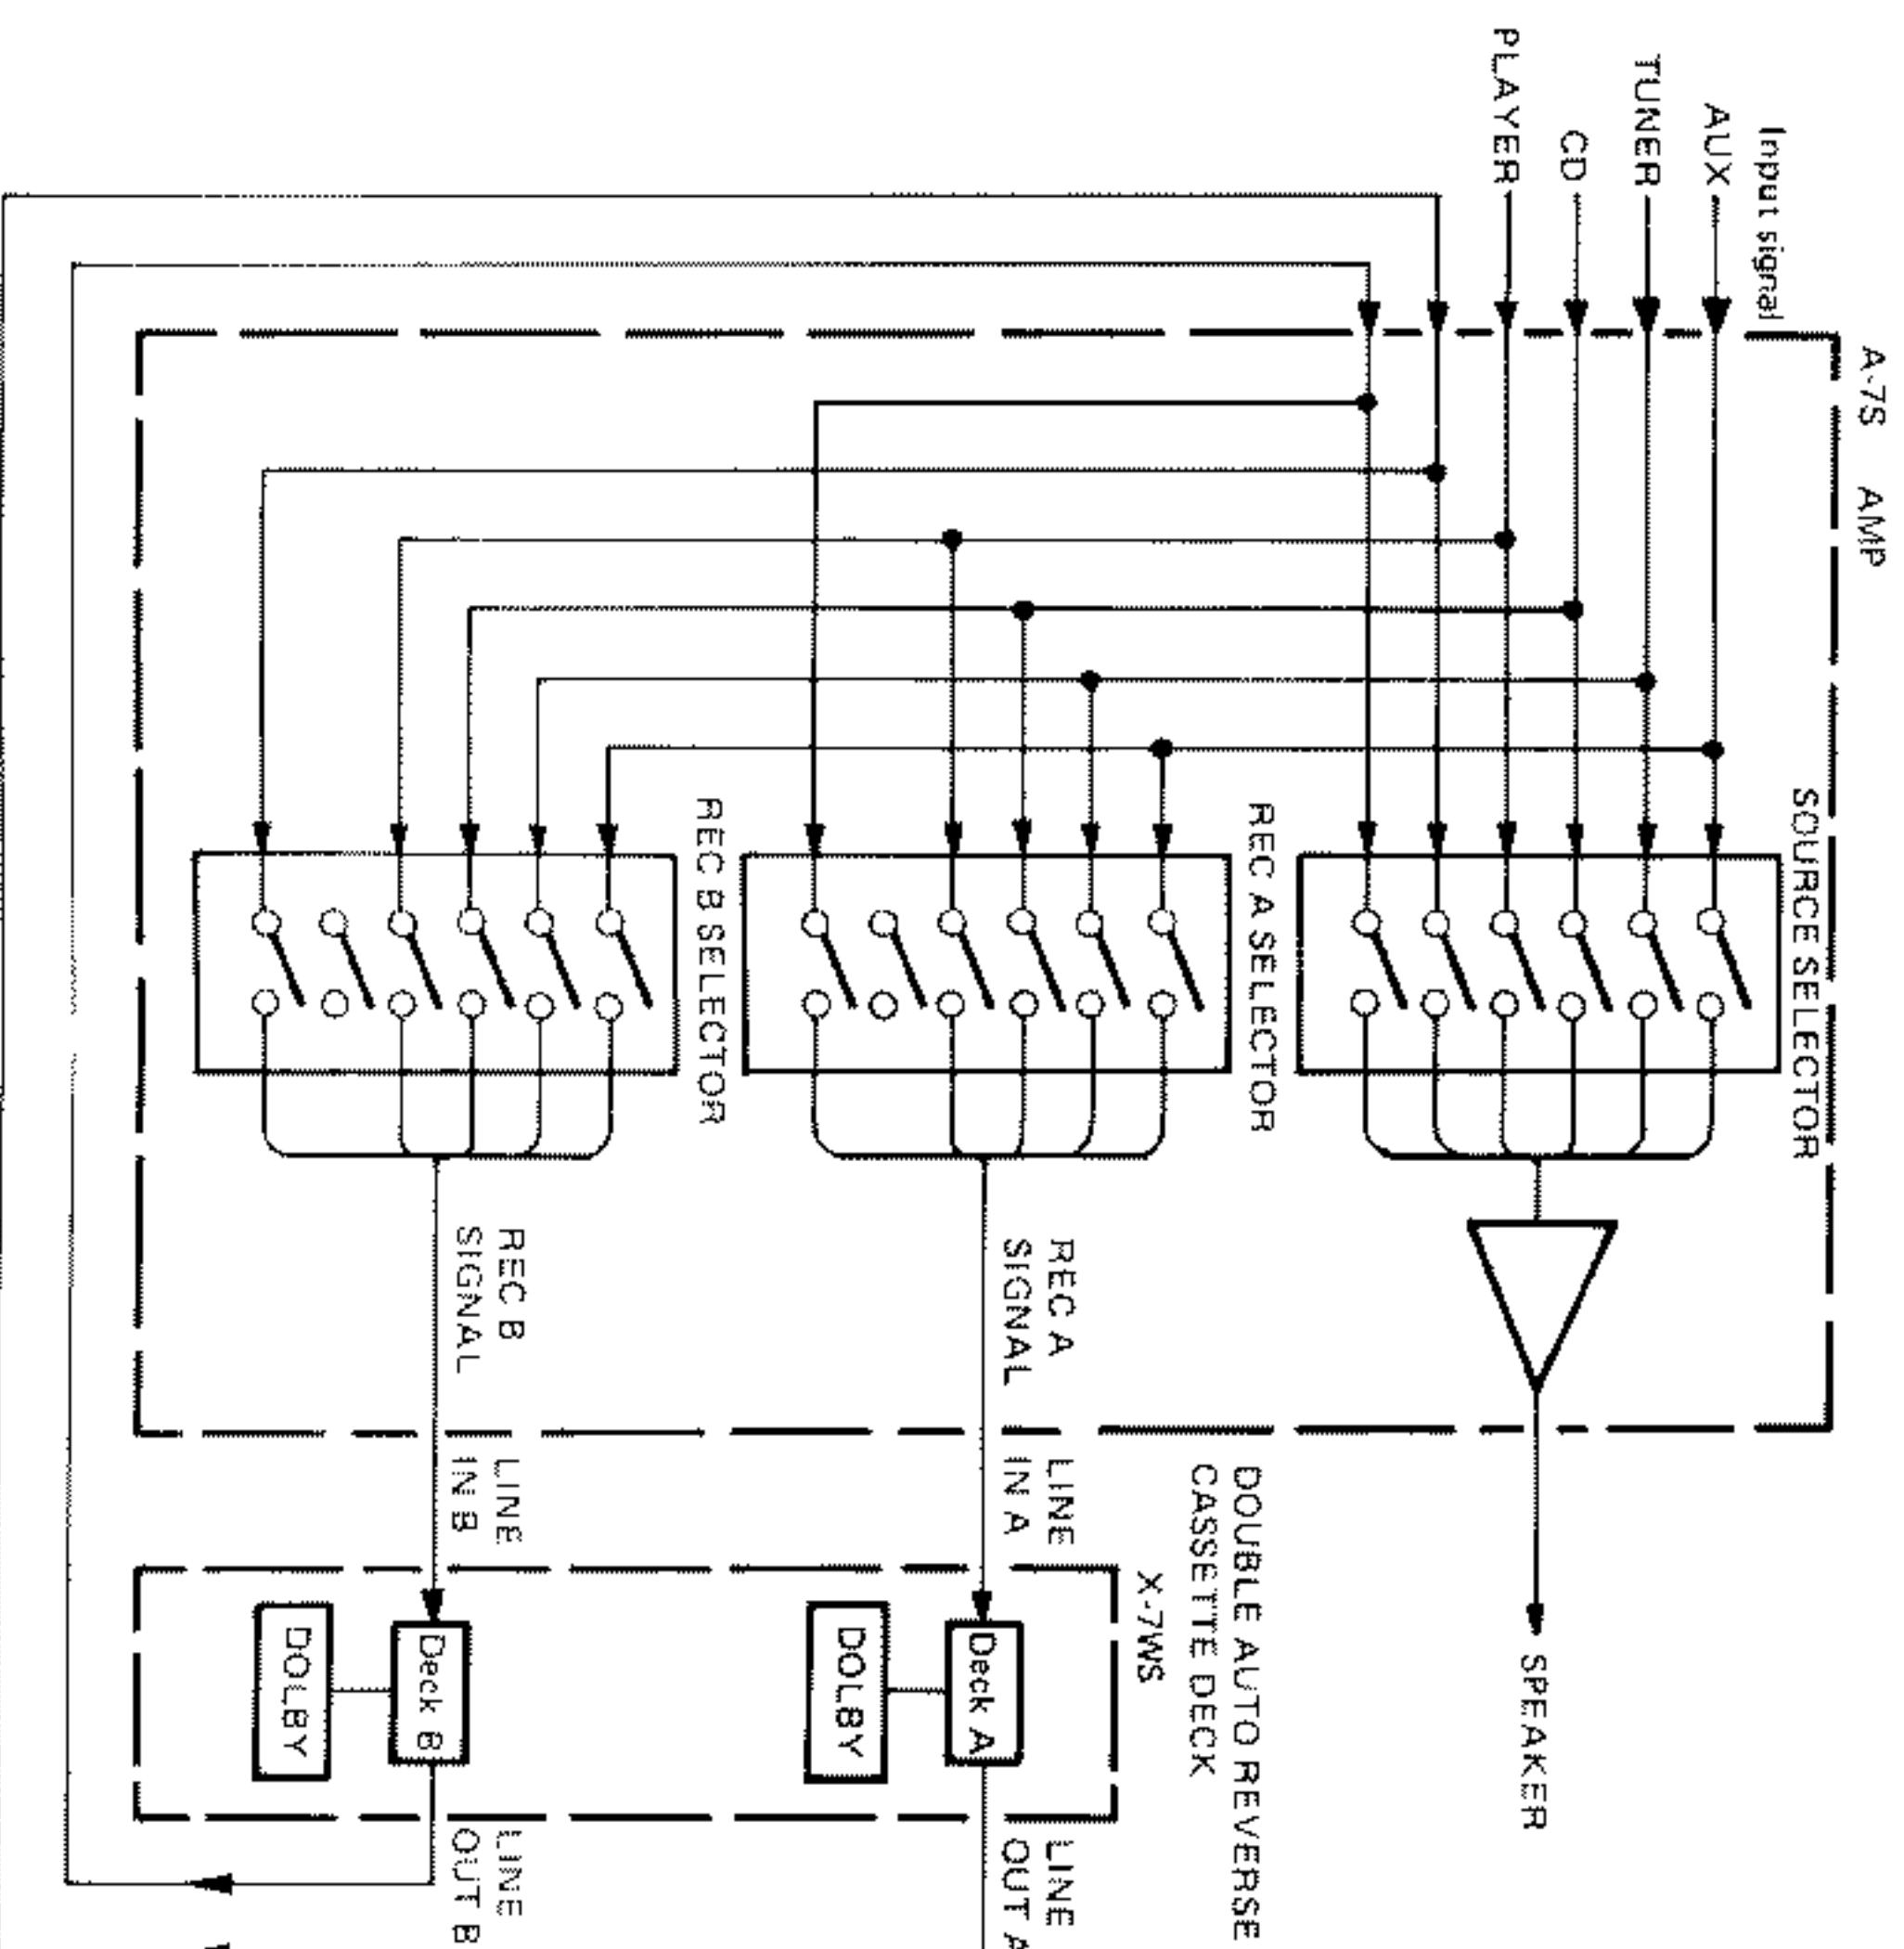 Input signal
AUX
TUNER
CD
PLAYER
A-7S AMP
SOURCE SELECTOR
REC A SELECTOR
REC B SELECTOR
REC A
SIGNAL
REC B
SIGNAL
LINE
IN A
LINE
IN B
SPEAKER
DOUBLE AUTO REVERSE
CASSETTE DECK
X-7WS
Deck A
DOLBY
Deck B
DOLBY
LINE
OUT A
LINE
OUT B